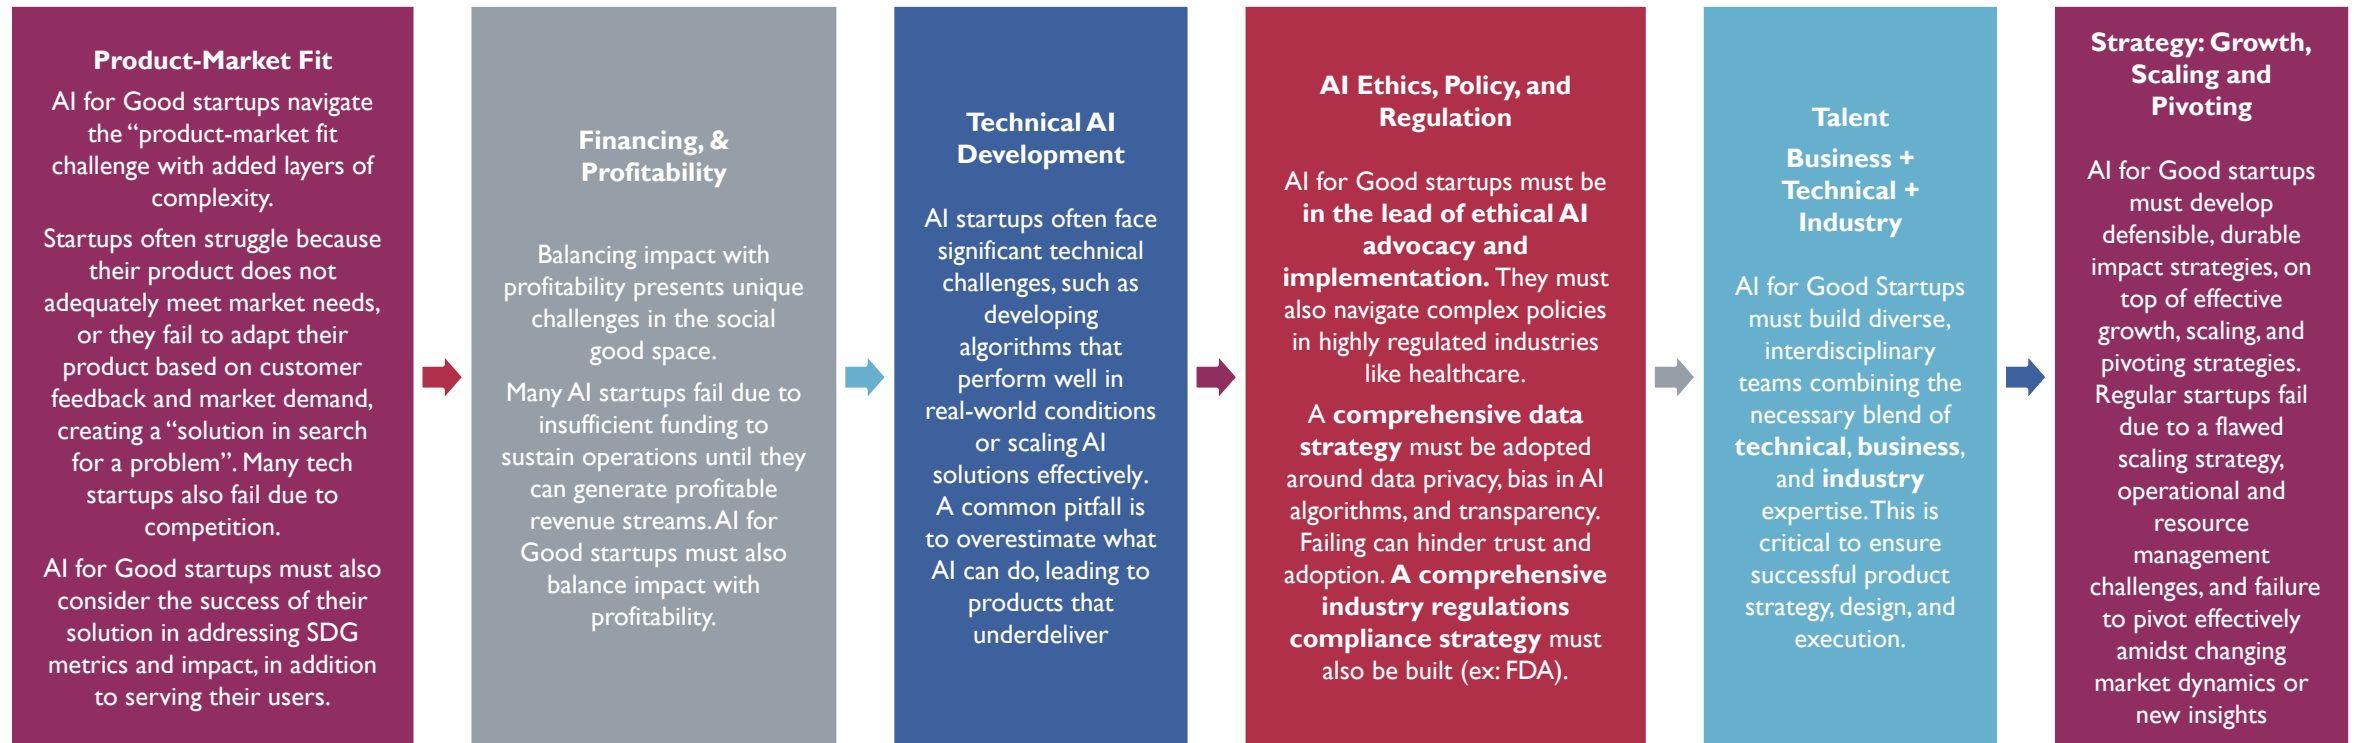 Product-Market Fit
AI for Good startups navigate
the “product-market fit
challenge with added layers of
complexity.
Startups often struggle because
their product does not
adequately meet market needs,
or they fail to adapt their
product based on customer
feedback and market demand,
creating a “solution in search
for a problem”. Many tech
startups also fail due to
competition.
AI for Good startups must also
consider the success of their
solution in addressing SDG
metrics and impact, in addition
to serving their users.
Financing, &
Profitability
Balancing impact with
profitability presents unique
challenges in the social
good space.
Many AI startups fail due to
insufficient funding to
sustain operations until they
can generate profitable
revenue streams. AI for
Good startups must also
balance impact with
profitability.
Technical AI
Development
AI startups often face
significant technical
challenges, such as
developing
algorithms that
perform well in
real-world conditions
or scaling AI
solutions effectively.
A common pitfall is
to overestimate what
AI can do, leading to
products that
underdeliver
AI Ethics, Policy, and
Regulation
AI for Good startups must be
in the lead of ethical AI
advocacy and
implementation. They must
also navigate complex policies
in highly regulated industries
like healthcare.
A comprehensive data
strategy must be adopted
around data privacy, bias in AI
algorithms, and transparency.
Failing can hinder trust and
adoption. A comprehensive
industry regulations
compliance strategy must
also be built (ex: FDA).
Talent
Business +
Technical +
Industry
AI for Good Startups
must build diverse,
interdisciplinary
teams combining the
necessary blend of
technical, business,
and industry
expertise. This is
critical to ensure
successful product
strategy, design, and
execution.
Strategy: Growth,
Scaling and
Pivoting
AI for Good startups
must develop
defensible, durable
impact strategies, on
top of effective
growth, scaling, and
pivoting strategies.
Regular startups fail
due to a flawed
scaling strategy,
operational and
resource
management
challenges, and failure
to pivot effectively
amidst changing
market dynamics or
new insights